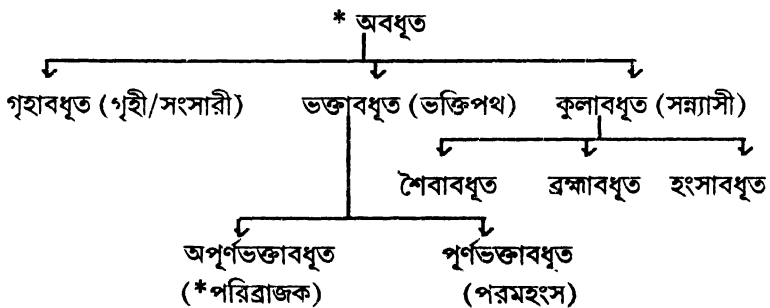 * অবধূত
গৃহাবধূত (গৃহী/সংসারী) ভক্তাবধূত (ভক্তিপথ) কুলাবধূত (সন্ন্যাসী)
শৈবাবধূত ব্রহ্মাবধূত হংসাবধূত
অপূর্ণভক্তাবধূত পূর্ণভক্তাবধূত
(*পরিব্রাজক) (পরমহংস)